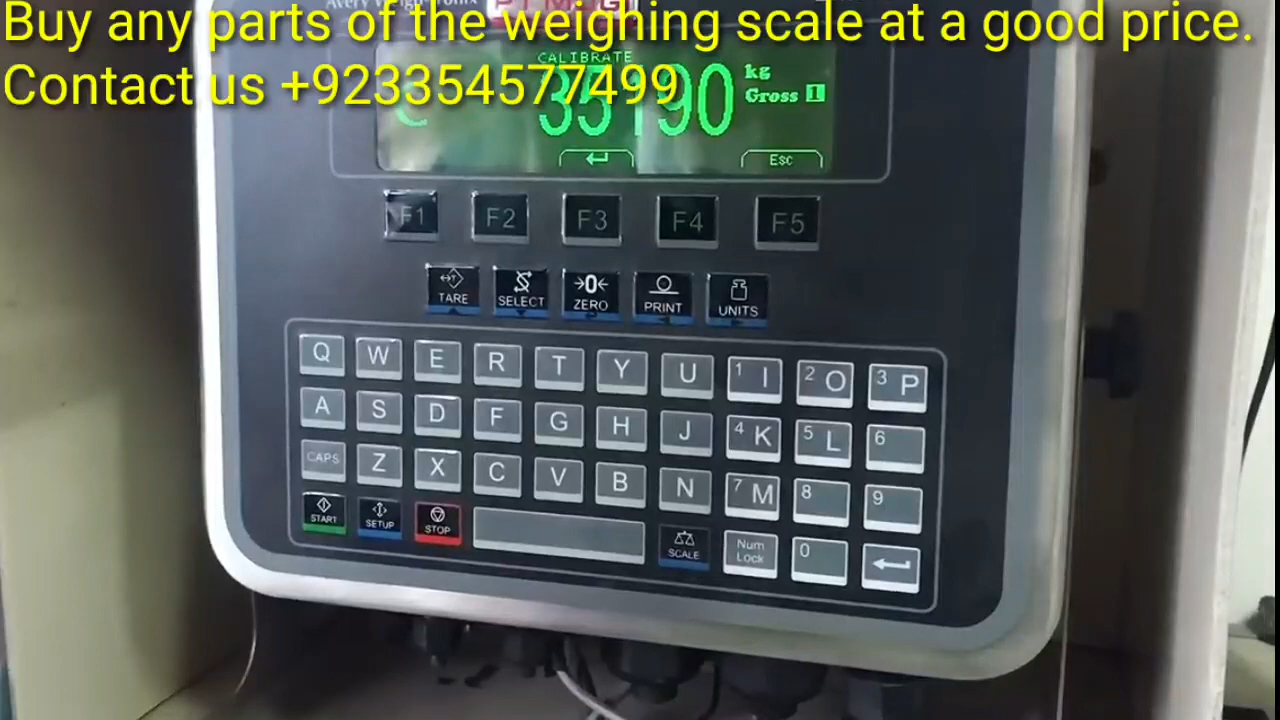 Buy any parts of the weighing scale at a good price.
Contact us +923354577499
CALIBRATE
kg
Gross 1
Esc
F1 F2 F3 F4 F5
TARE SELECT ZERO PRINT UNITS
Q W E R T Y U 1 I 2 O 3 P
A S D F G H J 4 K 5 L 6
CAPS Z X C V B N 7 M 8 9
START SETUP STOP SCALE Num Lock 0